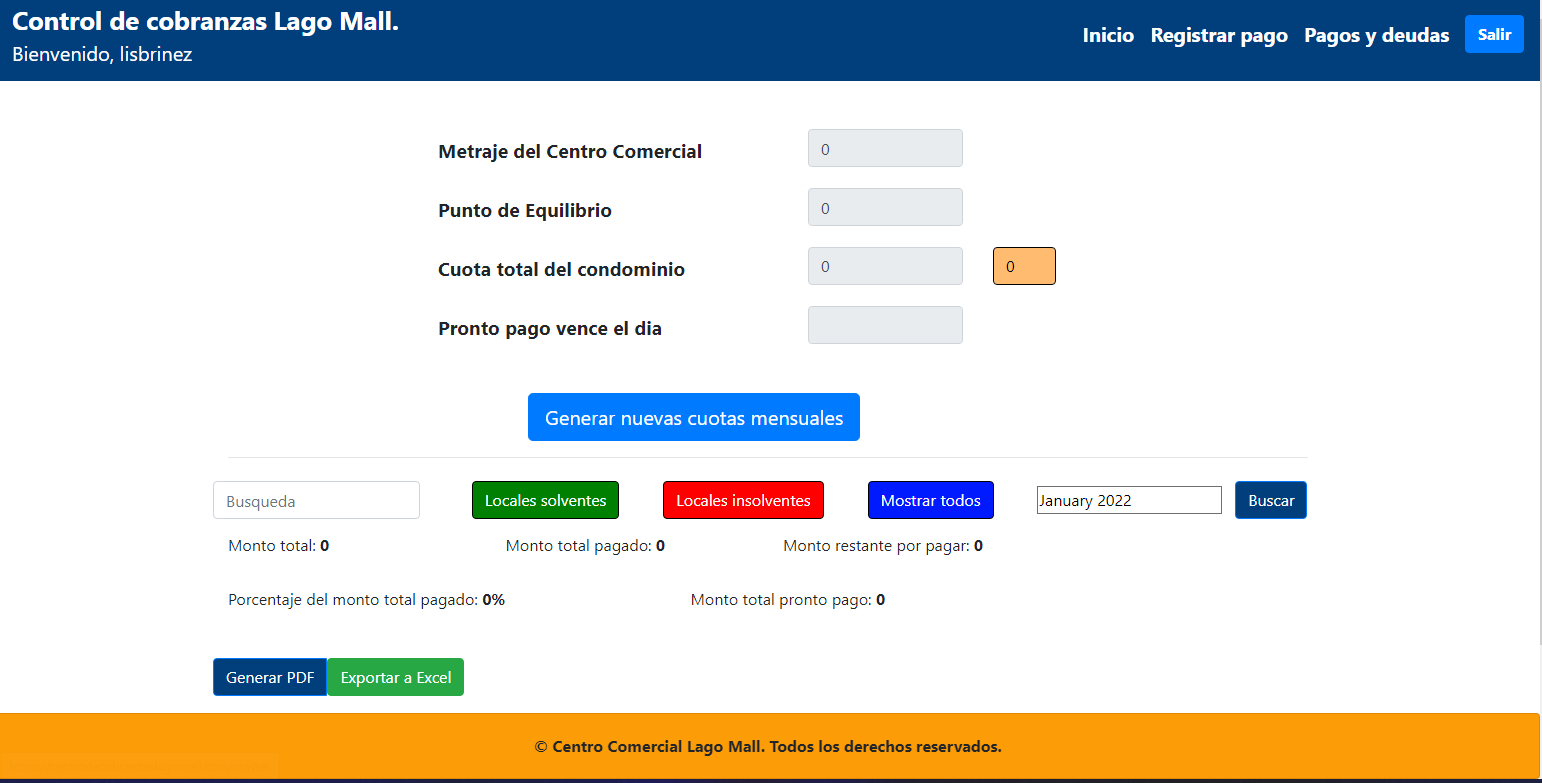 Control de cobranzas Lago Mall.
Bienvenido, lisbrinez
Inicio Registrar pago Pagos y deudas Salir
Metraje del Centro Comercial 0
Punto de Equilibrio 0
Cuota total del condominio 0 0
Pronto pago vence el dia
Generar nuevas cuotas mensuales
Busqueda Locales solventes Locales insolventes Mostrar todos January 2022 Buscar
Monto total: 0 Monto total pagado: 0 Monto restante por pagar: 0
Porcentaje del monto total pagado: 0% Monto total pronto pago: 0
Generar PDF Exportar a Excel
© Centro Comercial Lago Mall. Todos los derechos reservados.